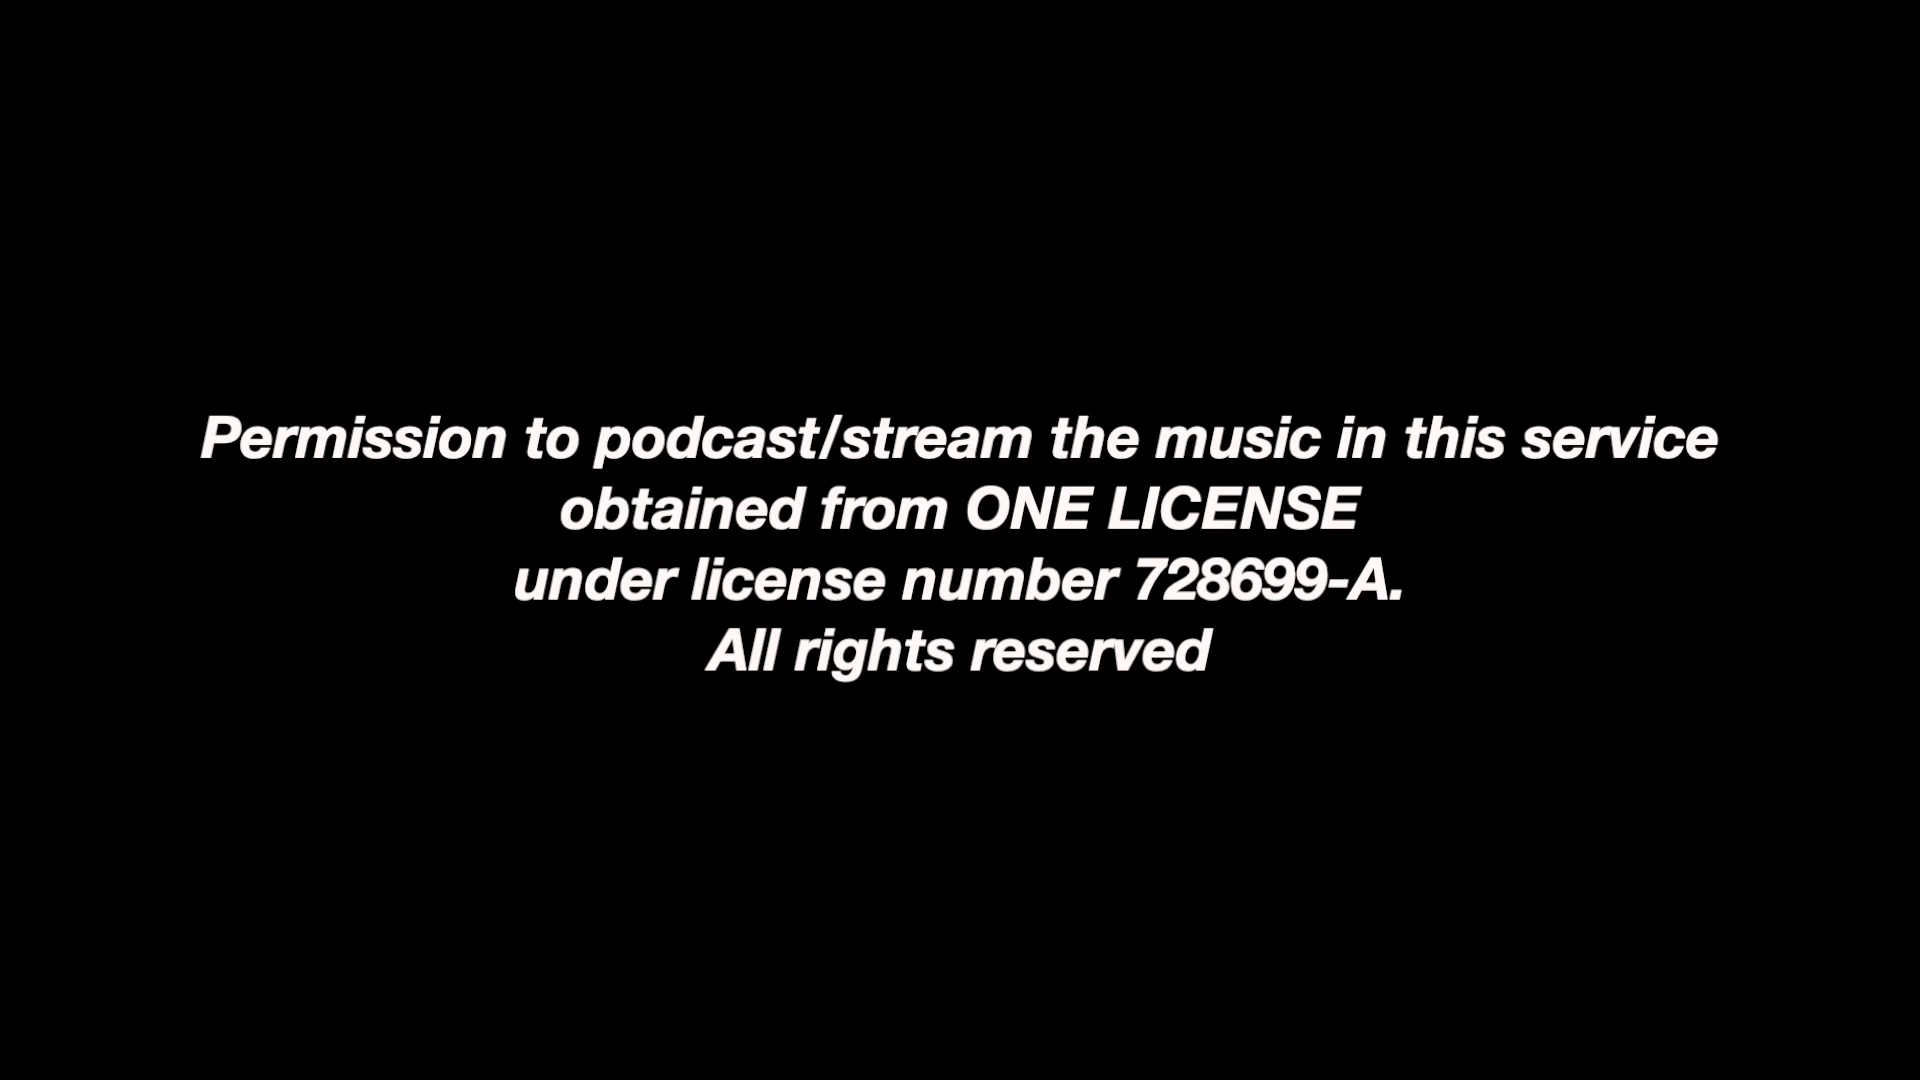 Permission to podcast/stream the music in this service
obtained from ONE LICENSE
under license number 728699-A.
All rights reserved